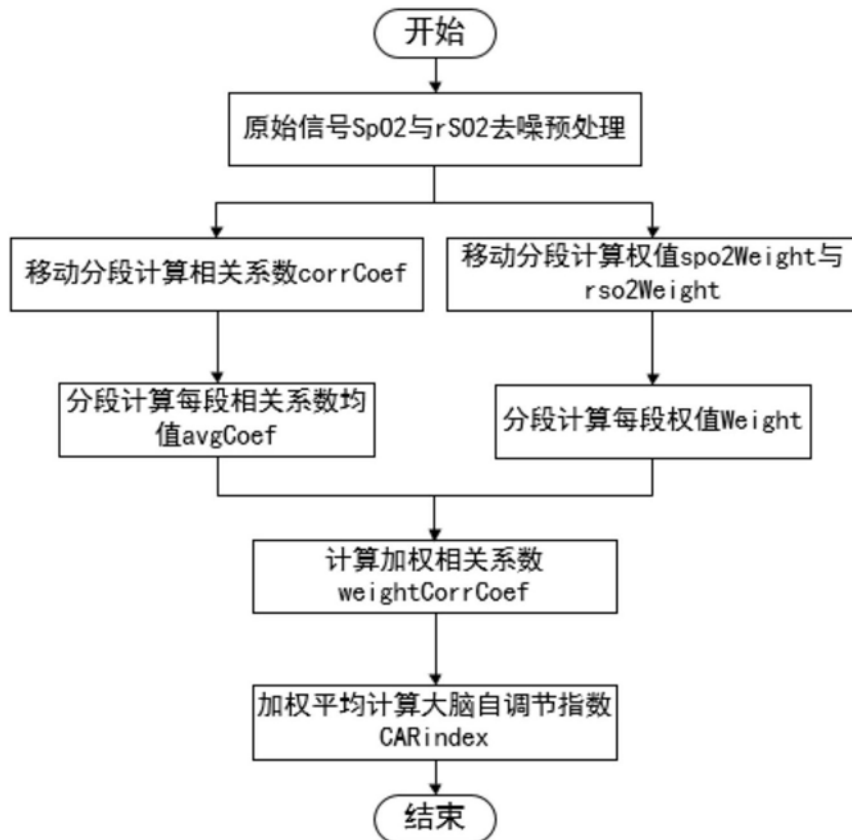 开始
原始信号SpO2与rSO2去噪预处理
移动分段计算相关系数corrCoef
移动分段计算权值spo2Weight与
rso2Weight
分段计算每段相关系数均
值avgCoef
分段计算每段权值Weight
计算加权相关系数
weightCorrCoef
加权平均计算大脑自调节指数
CARindex
结束